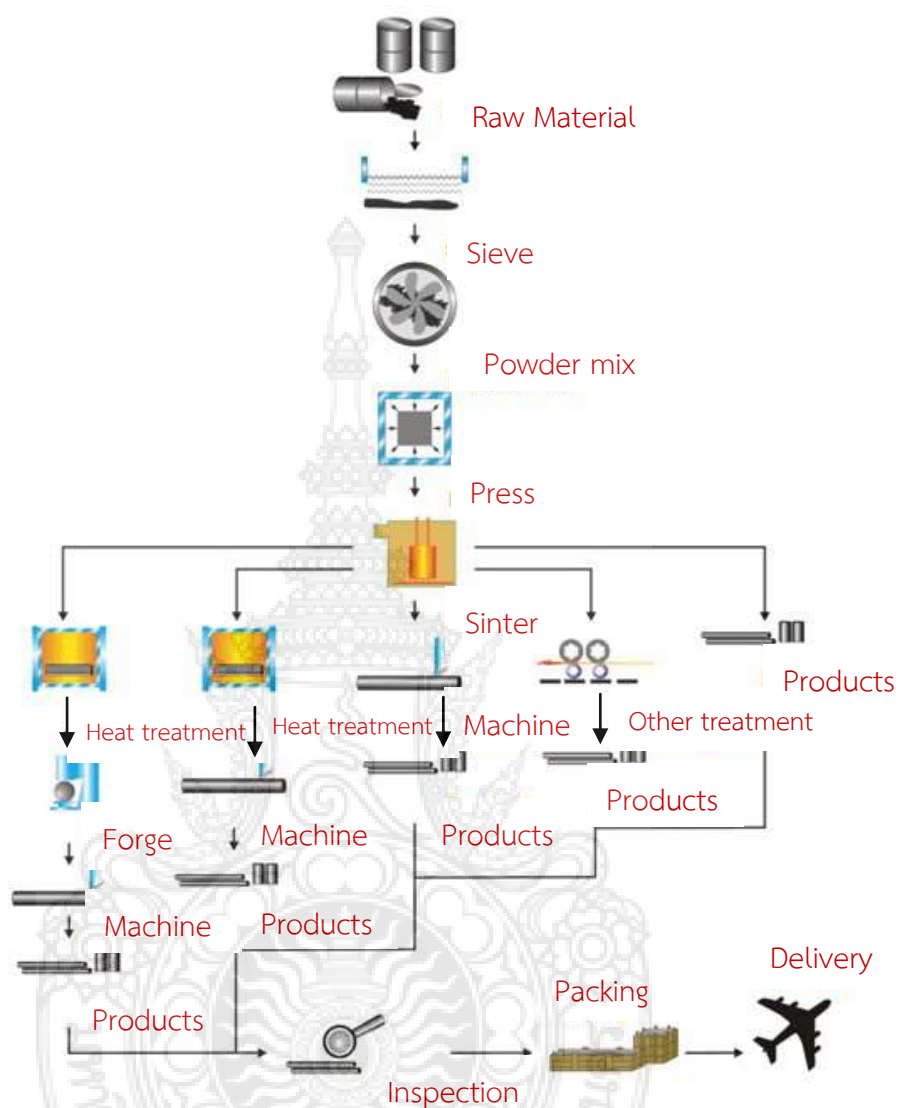 Raw Material
Sieve
Powder mix
Press
Sinter
Products
Heat treatment
Heat treatment
Machine
Other treatment
Products
Forge
Machine
Products
Machine
Products
Products
Delivery
Packing
Inspection